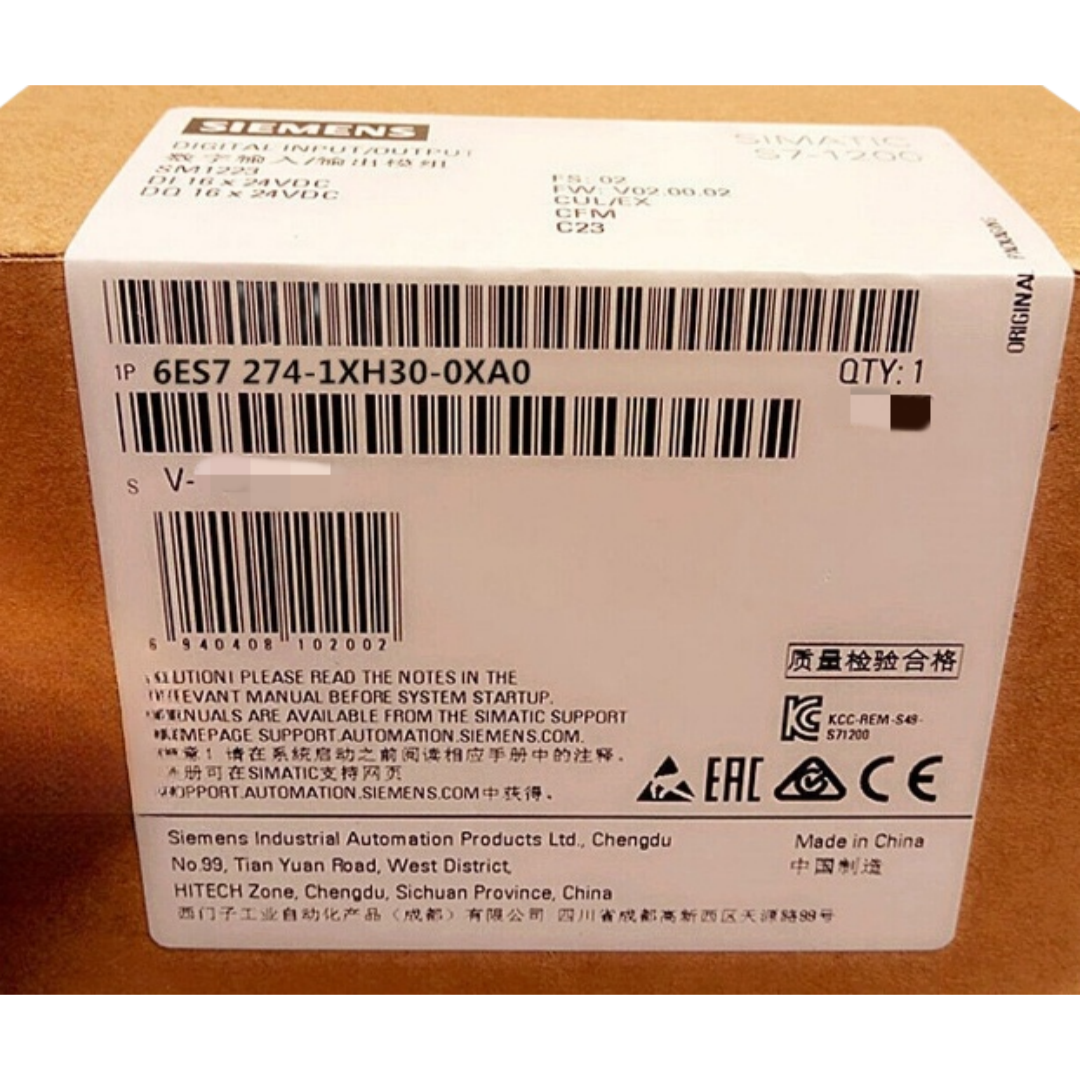 SIEMENS
DIGITAL INPUT/OUTPUT
数字输入/输出模组
SM1223
DI 16 x 24VDC
DQ 16 x 24VDC
SIMATIC
S7-1200
FS: 02
FW: V02.00.02
CUL/EX
CFM
C23
ORIGINAL
1P 6ES7 274-1XH30-0XA0
QTY: 1
S V-
6 940408 102002
PLEASE READ THE NOTES IN THE
MANUAL BEFORE SYSTEM STARTUP.
ARE AVAILABLE FROM THE SIMATIC SUPPORT
SUPPORT.AUTOMATION.SIEMENS.COM.
意! 请在系统启动之前阅读相应手册中的注释.
册可在SIMATIC支持网页
PPORT.AUTOMATION.SIEMENS.COM中获得.
质量检验合格
KCC-REM-S49-
S71200
EAC
CE
Siemens Industrial Automation Products Ltd., Chengdu
No.99, Tian Yuan Road, West District,
HITECH Zone, Chengdu, Sichuan Province, China
西门子工业自动化产品（成都）有限公司 四川省成都高新西区天源路99号
Made in China
中国制造